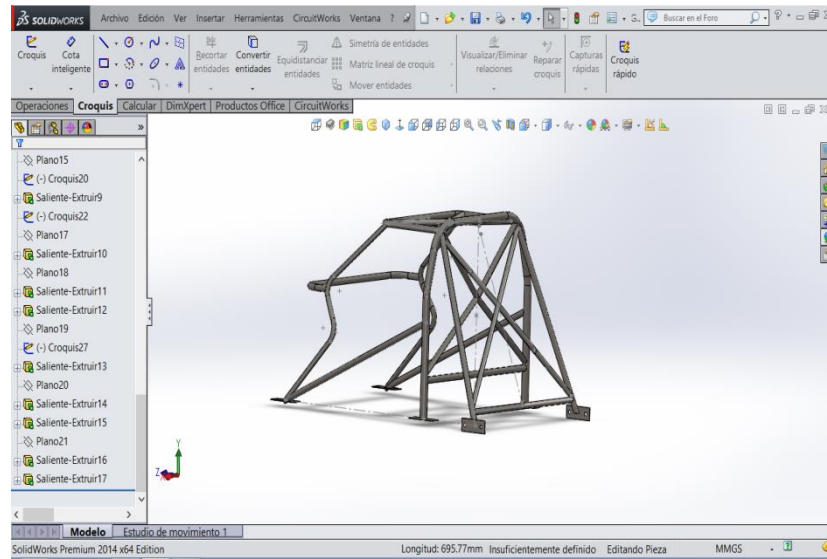 SOLIDWORKS Archivo Edición Ver Insertar Herramientas CircuitWorks Ventana ? S... Buscar en el Foro
Croquis Cota inteligente
Recortar entidades Convertir entidades Equidistanciar entidades
Simetría de entidades
Matriz lineal de croquis
Mover entidades
Visualizar/Eliminar relaciones Reparar croquis Capturas rápidas Croquis rápido
Operaciones Croquis Calcular DimXpert Productos Office CircuitWorks
Plano15
(-) Croquis20
Saliente-Extruir9
(-) Croquis22
Plano17
Saliente-Extruir10
Plano18
Saliente-Extruir11
Saliente-Extruir12
Plano19
(-) Croquis27
Saliente-Extruir13
Plano20
Saliente-Extruir14
Saliente-Extruir15
Plano21
Saliente-Extruir16
Saliente-Extruir17
Y
Z
Modelo Estudio de movimiento 1
SolidWorks Premium 2014 x64 Edition Longitud: 695.77mm Insuficientemente definido Editando Pieza MMGS